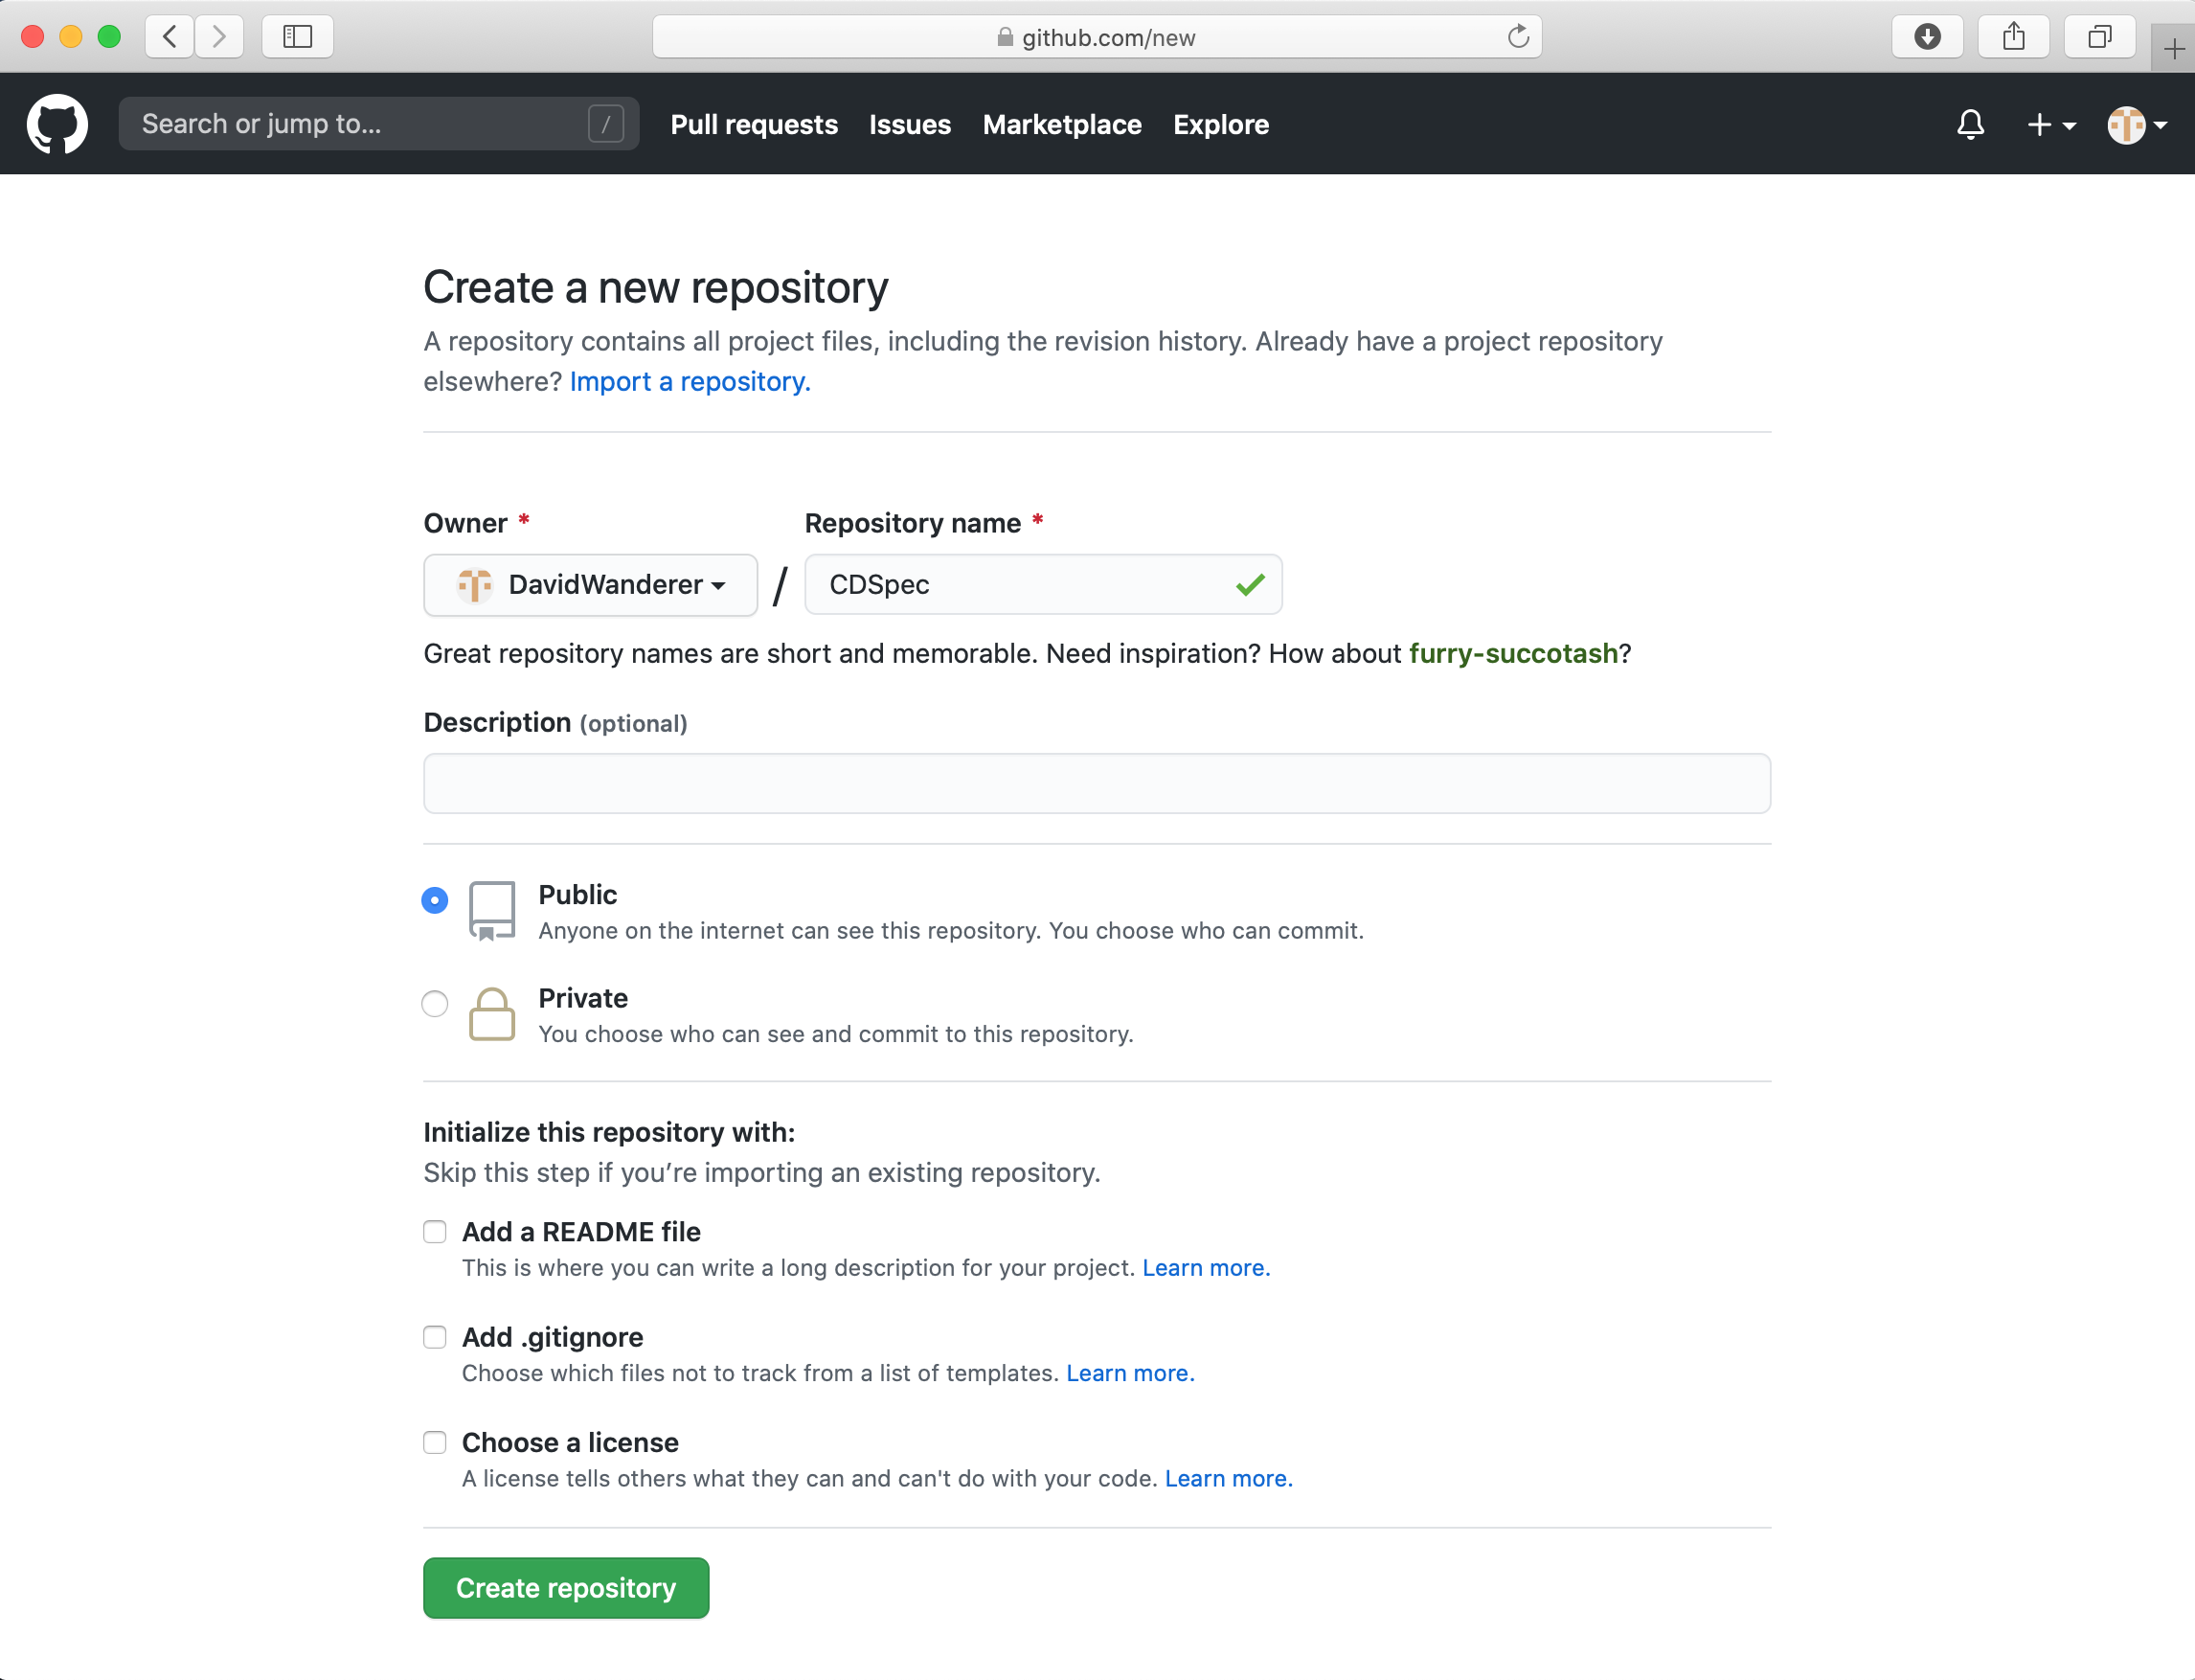 github.com/new
Search or jump to...
/
Pull requests
Issues
Marketplace
Explore
Create a new repository
A repository contains all project files, including the revision history. Already have a project repository
elsewhere? Import a repository.
Owner *
Repository name *
DavidWanderer
/
CDSpec
Great repository names are short and memorable. Need inspiration? How about furry-succotash?
Description (optional)
Public
Anyone on the internet can see this repository. You choose who can commit.
Private
You choose who can see and commit to this repository.
Initialize this repository with:
Skip this step if you’re importing an existing repository.
Add a README file
This is where you can write a long description for your project. Learn more.
Add .gitignore
Choose which files not to track from a list of templates. Learn more.
Choose a license
A license tells others what they can and can't do with your code. Learn more.
Create repository